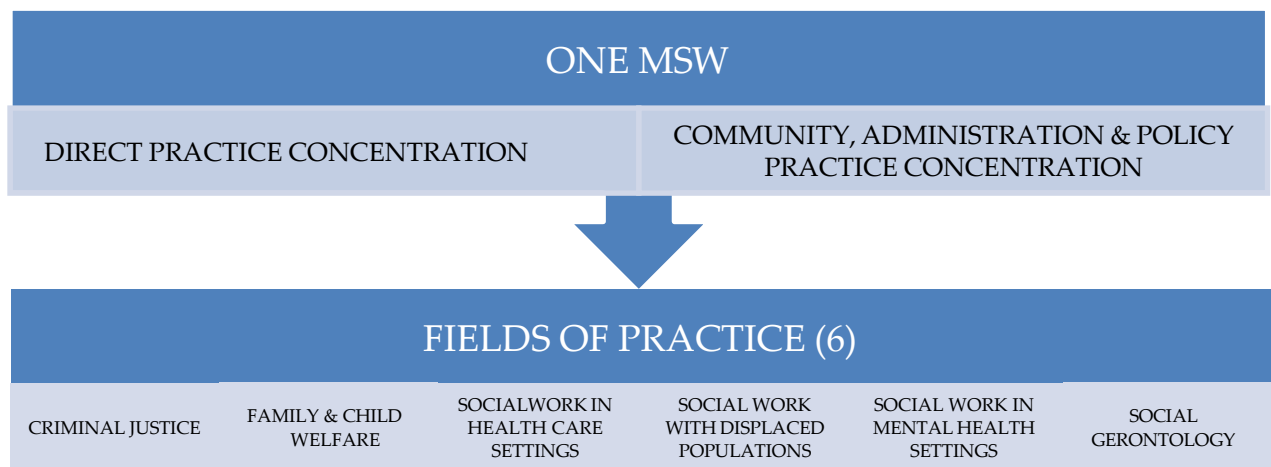 ONE MSW
DIRECT PRACTICE CONCENTRATION
COMMUNITY, ADMINISTRATION & POLICY
PRACTICE CONCENTRATION
FIELDS OF PRACTICE (6)
CRIMINAL JUSTICE
FAMILY & CHILD
WELFARE
SOCIALWORK IN
HEALTH CARE
SETTINGS
SOCIAL WORK
WITH DISPLACED
POPULATIONS
SOCIAL WORK IN
MENTAL HEALTH
SETTINGS
SOCIAL
GERONTOLOGY